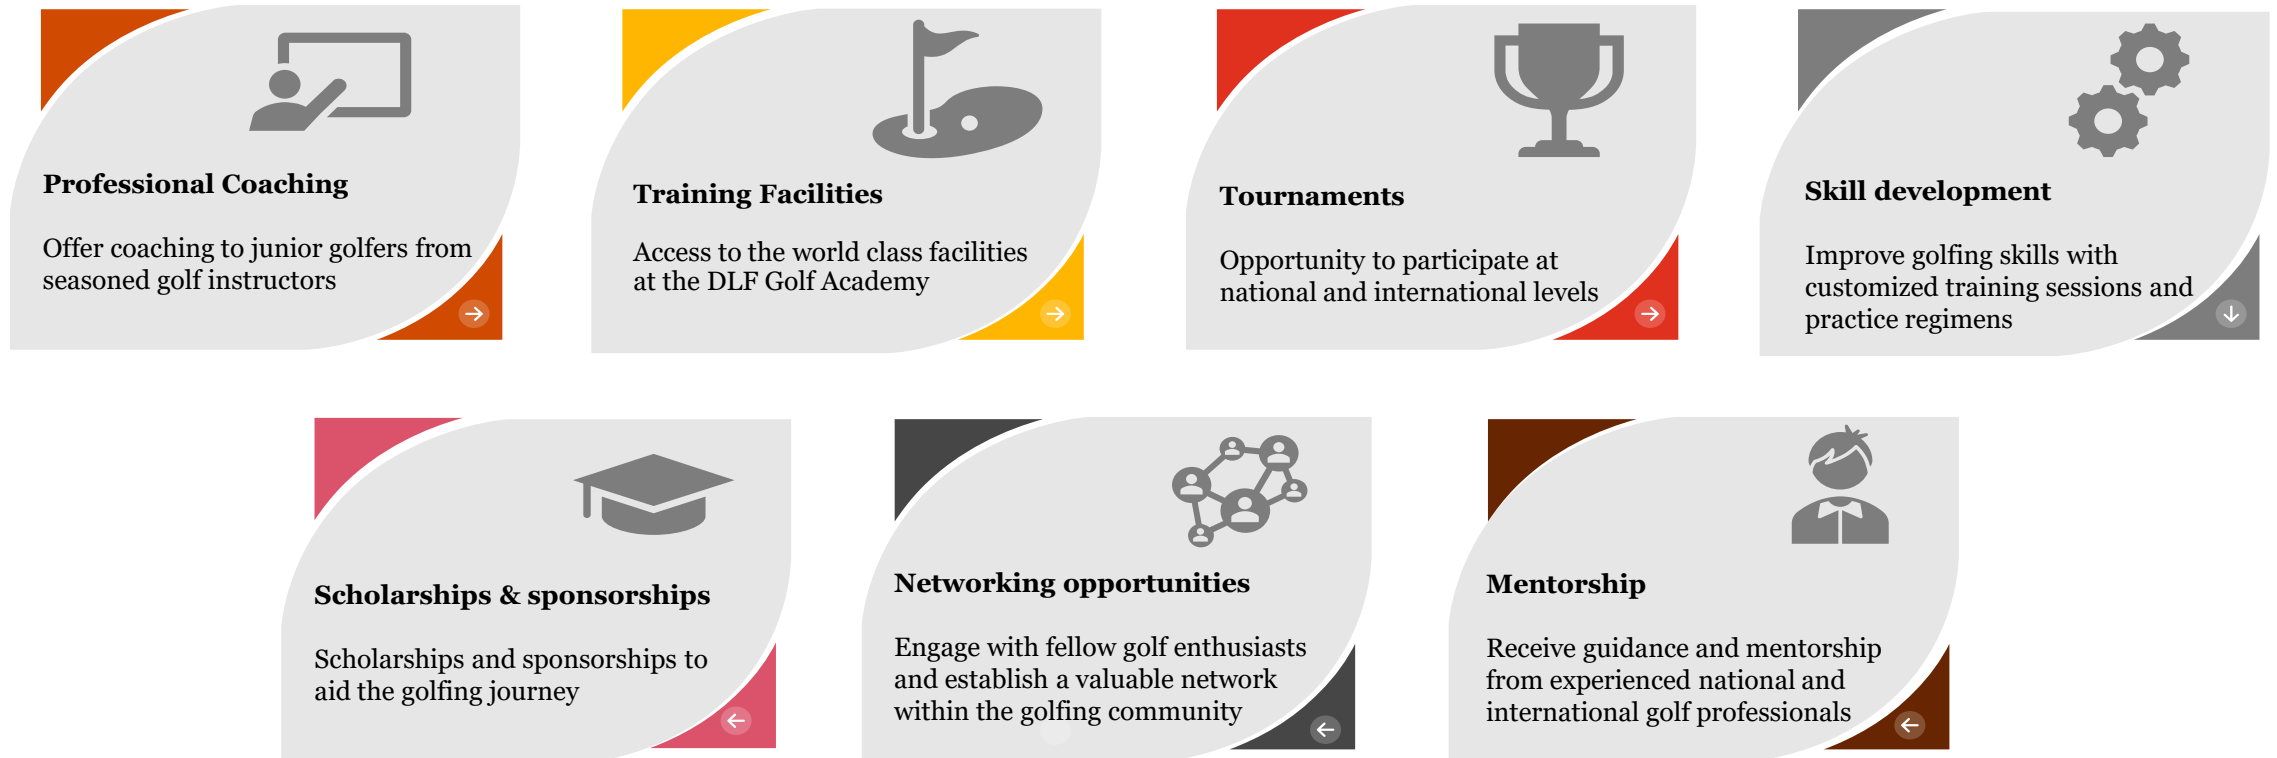 Professional Coaching
Offer coaching to junior golfers from
seasoned golf instructors
Training Facilities
Access to the world class facilities
at the DLF Golf Academy
Tournaments
Opportunity to participate at
national and international levels
Skill development
Improve golfing skills with
customized training sessions and
practice regimens
Scholarships & sponsorships
Scholarships and sponsorships to
aid the golfing journey
Networking opportunities
Engage with fellow golf enthusiasts
and establish a valuable network
within the golfing community
Mentorship
Receive guidance and mentorship
from experienced national and
international golf professionals